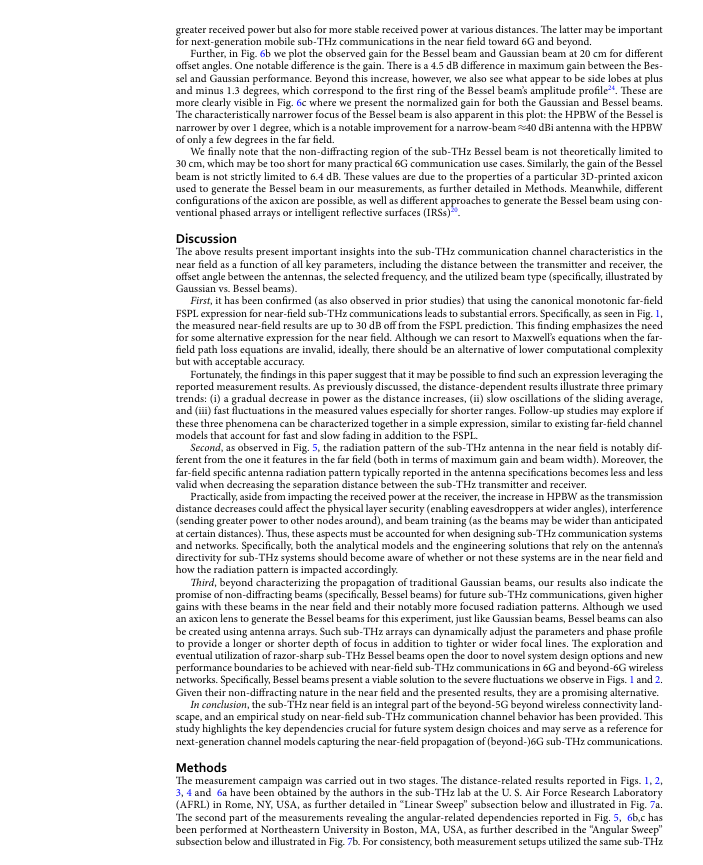 greater received power but also for more stable received power at various distances. The latter may be important
for next-generation mobile sub-THz communications in the near field toward 6G and beyond.
Further, in Fig. 6b we plot the observed gain for the Bessel beam and Gaussian beam at 20 cm for different
offset angles. One notable difference is the gain. There is a 4.5 dB difference in maximum gain between the Bes-
sel and Gaussian performance. Beyond this increase, however, we also see what appear to be side lobes at plus
and minus 1.3 degrees, which correspond to the first ring of the Bessel beam's amplitude profile24. These are
more clearly visible in Fig. 6c where we present the normalized gain for both the Gaussian and Bessel beams.
The characteristically narrower focus of the Bessel beam is also apparent in this plot: the HPBW of the Bessel is
narrower by over 1 degree, which is a notable improvement for a narrow-beam ≈40 dBi antenna with the HPBW
of only a few degrees in the far field.
We finally note that the non-diffracting region of the sub-THz Bessel beam is not theoretically limited to
30 cm, which may be too short for many practical 6G communication use cases. Similarly, the gain of the Bessel
beam is not strictly limited to 6.4 dB. These values are due to the properties of a particular 3D-printed axicon
used to generate the Bessel beam in our measurements, as further detailed in Methods. Meanwhile, different
configurations of the axicon are possible, as well as different approaches to generate the Bessel beam using con-
ventional phased arrays or intelligent reflective surfaces (IRSs)20.
Discussion
The above results present important insights into the sub-THz communication channel characteristics in the
near field as a function of all key parameters, including the distance between the transmitter and receiver, the
offset angle between the antennas, the selected frequency, and the utilized beam type (specifically, illustrated by
Gaussian vs. Bessel beams).
First, it has been confirmed (as also observed in prior studies) that using the canonical monotonic far-field
FSPL expression for near-field sub-THz communications leads to substantial errors. Specifically, as seen in Fig. 1,
the measured near-field results are up to 30 dB off from the FSPL prediction. This finding emphasizes the need
for some alternative expression for the near field. Although we can resort to Maxwell's equations when the far-
field path loss equations are invalid, ideally, there should be an alternative of lower computational complexity
but with acceptable accuracy.
Fortunately, the findings in this paper suggest that it may be possible to find such an expression leveraging the
reported measurement results. As previously discussed, the distance-dependent results illustrate three primary
trends: (i) a gradual decrease in power as the distance increases, (ii) slow oscillations of the sliding average,
and (iii) fast fluctuations in the measured values especially for shorter ranges. Follow-up studies may explore if
these three phenomena can be characterized together in a simple expression, similar to existing far-field channel
models that account for fast and slow fading in addition to the FSPL.
Second, as observed in Fig. 5, the radiation pattern of the sub-THz antenna in the near field is notably dif-
ferent from the one it features in the far field (both in terms of maximum gain and beam width). Moreover, the
far-field specific antenna radiation pattern typically reported in the antenna specifications becomes less and less
valid when decreasing the separation distance between the sub-THz transmitter and receiver.
Practically, aside from impacting the received power at the receiver, the increase in HPBW as the transmission
distance decreases could affect the physical layer security (enabling eavesdroppers at wider angles), interference
(sending greater power to other nodes around), and beam training (as the beams may be wider than anticipated
at certain distances). Thus, these aspects must be accounted for when designing sub-THz communication systems
and networks. Specifically, both the analytical models and the engineering solutions that rely on the antenna's
directivity for sub-THz systems should become aware of whether or not these systems are in the near field and
how the radiation pattern is impacted accordingly.
Third, beyond characterizing the propagation of traditional Gaussian beams, our results also indicate the
promise of non-diffracting beams (specifically, Bessel beams) for future sub-THz communications, given higher
gains with these beams in the near field and their notably more focused radiation patterns. Although we used
an axicon lens to generate the Bessel beams for this experiment, just like Gaussian beams, Bessel beams can also
be created using antenna arrays. Such sub-THz arrays can dynamically adjust the parameters and phase profile
to provide a longer or shorter depth of focus in addition to tighter or wider focal lines. The exploration and
eventual utilization of razor-sharp sub-THz Bessel beams open the door to novel system design options and new
performance boundaries to be achieved with near-field sub-THz communications in 6G and beyond-6G wireless
networks. Specifically, Bessel beams present a viable solution to the severe fluctuations we observe in Figs. 1 and 2.
Given their non-diffracting nature in the near field and the presented results, they are a promising alternative.
In conclusion, the sub-THz near field is an integral part of the beyond-5G beyond wireless connectivity land-
scape, and an empirical study on near-field sub-THz communication channel behavior has been provided. This
study highlights the key dependencies crucial for future system design choices and may serve as a reference for
next-generation channel models capturing the near-field propagation of (beyond-)6G sub-THz communications.
Methods
The measurement campaign was carried out in two stages. The distance-related results reported in Figs. 1, 2,
3, 4 and 6a have been obtained by the authors in the sub-THz lab at the U. S. Air Force Research Laboratory
(AFRL) in Rome, NY, USA, as further detailed in “Linear Sweep” subsection below and illustrated in Fig. 7a.
The second part of the measurements revealing the angular-related dependencies reported in Fig. 5, 6b,c has
been performed at Northeastern University in Boston, MA, USA, as further described in the “Angular Sweep”
subsection below and illustrated in Fig. 7b. For consistency, both measurement setups utilized the same sub-THz